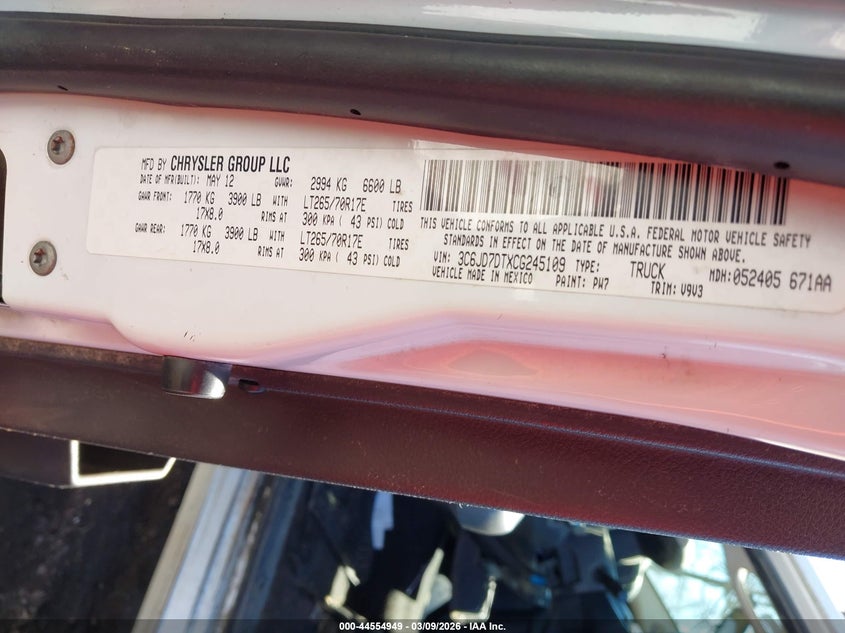 MFD BY CHRYSLER GROUP LLC
DATE OF MFR(BUILT): MAY 12 GVWR: 2994 KG 6600 LB
GAWR FRONT: 1770 KG 3900 LB WITH LT265/70R17E TIRES
17X8.0 RIMS AT 300 KPA ( 43 PSI) COLD
GAWR REAR: 1770 KG 3900 LB WITH LT265/70R17E TIRES
17X8.0 RIMS AT 300 KPA ( 43 PSI) COLD
THIS VEHICLE CONFORMS TO ALL APPLICABLE U.S.A. FEDERAL MOTOR VEHICLE SAFETY
STANDARDS IN EFFECT ON THE DATE OF MANUFACTURE SHOWN ABOVE.
VIN: 3C6JD7DTXCG245109 TYPE: TRUCK MDH: 052405 671AA
VEHICLE MADE IN MEXICO PAINT: PW7 TRIM: V9V3
000-44554949 - 03/09/2026 - IAA Inc.